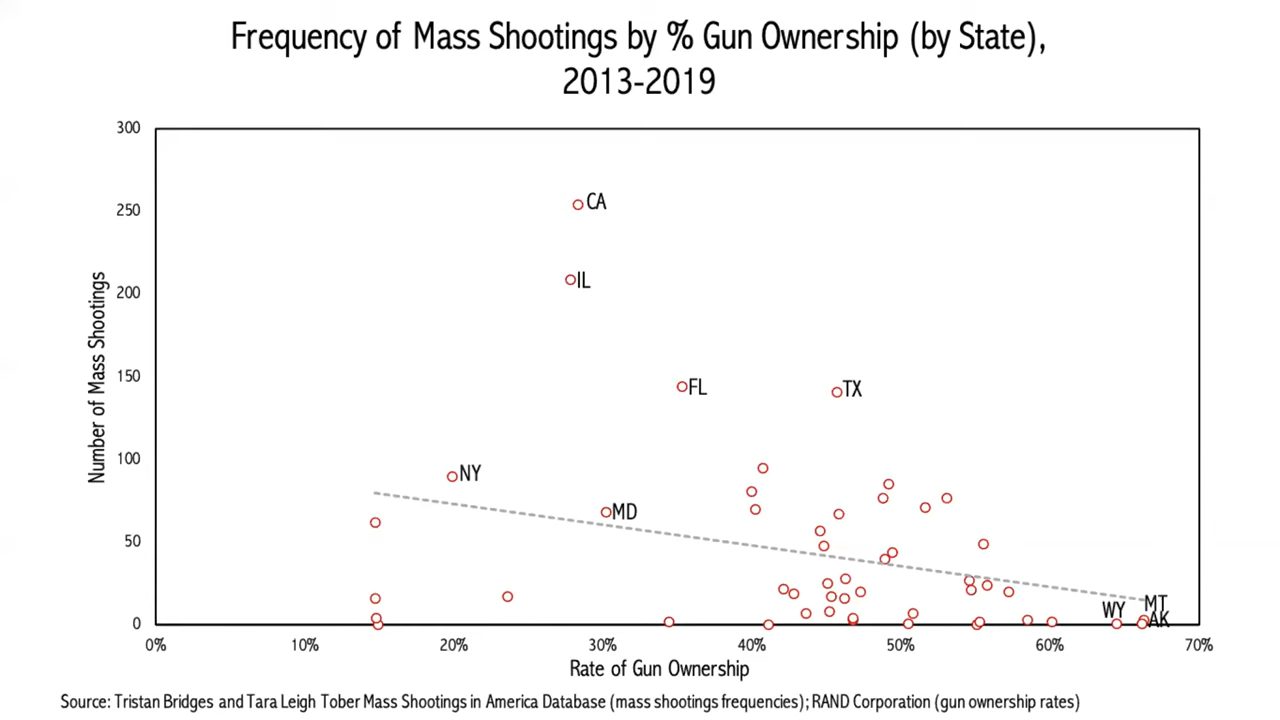 Frequency of Mass Shootings by % Gun Ownership (by State),
2013-2019
300
250
200
150
100
50
0
Number of Mass Shootings
CA
IL
FL
TX
NY
MD
WY
MT
AK
0%
10%
20%
30%
40%
50%
60%
70%
Rate of Gun Ownership
Source: Tristan Bridges and Tara Leigh Tober Mass Shootings in America Database (mass shootings frequencies); RAND Corporation (gun ownership rates)